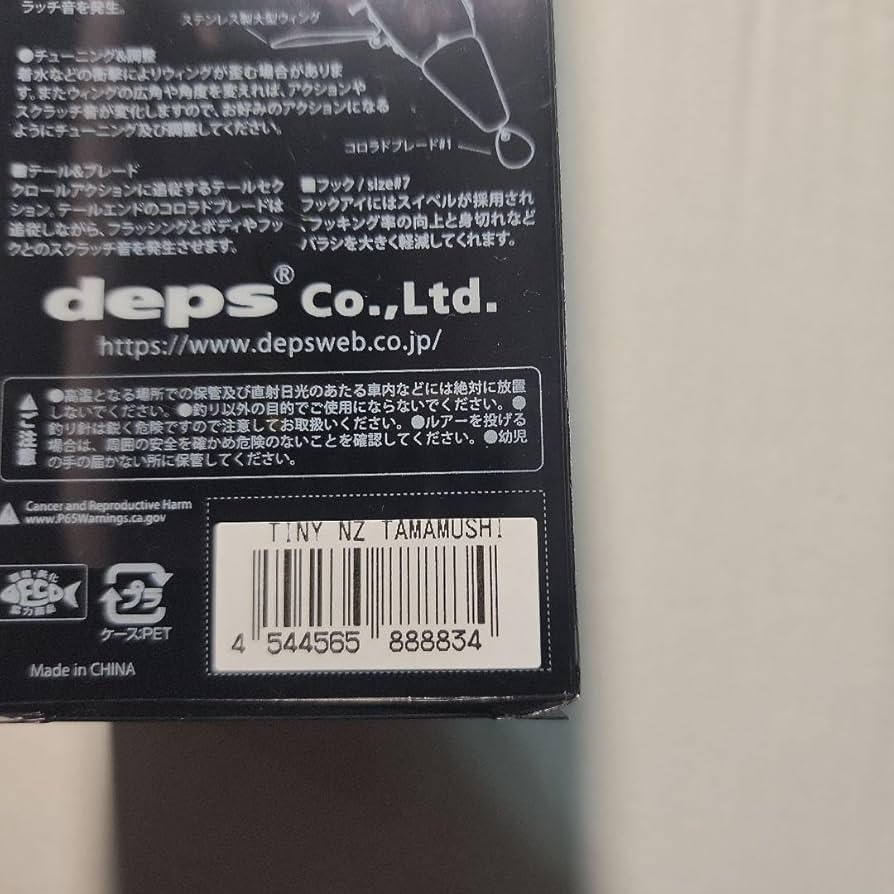 ラッチ音を発生。
ステンレス製大型ウィング
●チューニング&調整
着水などの衝撃によりウィングが歪む場合がありま
す。またウィングの広角や角度を変えれば、アクションや
スクラッチ音が変化しますので、お好みのアクションになる
ようにチューニング及び調整してください。
コロラドブレード#1
■テール&ブレード
クロールアクションに追従するテールセク
ション。テールエンドのコロラドブレードは
追従しながら、フラッシングとボディやフッ
クとのスクラッチ音を発生させます。
■フック/size#7
フックアイにはスイベルが採用され
、フッキング率の向上と身切れなど
バラシを大きく軽減してくれます。
deps® Co.,Ltd.
https://www.depsweb.co.jp/
▲ご注意
●高温となる場所での保管及び直射日光のあたる車内などには絶対に放置
しないでください。●釣り以外の目的でご使用にならないでください。●
釣り針は鋭く危険ですので注意してお取扱いください。●ルアーを投げる
場合は、周囲の安全を確かめ危険のないことを確認してください。●幼児
の手の届かない所に保管してください。
Cancer and Reproductive Harm
www.P65Warnings.ca.gov
TINY NZ TAMAMUSHI
4 544565 888834
環境・美化
ECO
協力商品
プラ
ケース:PET
Made in CHINA